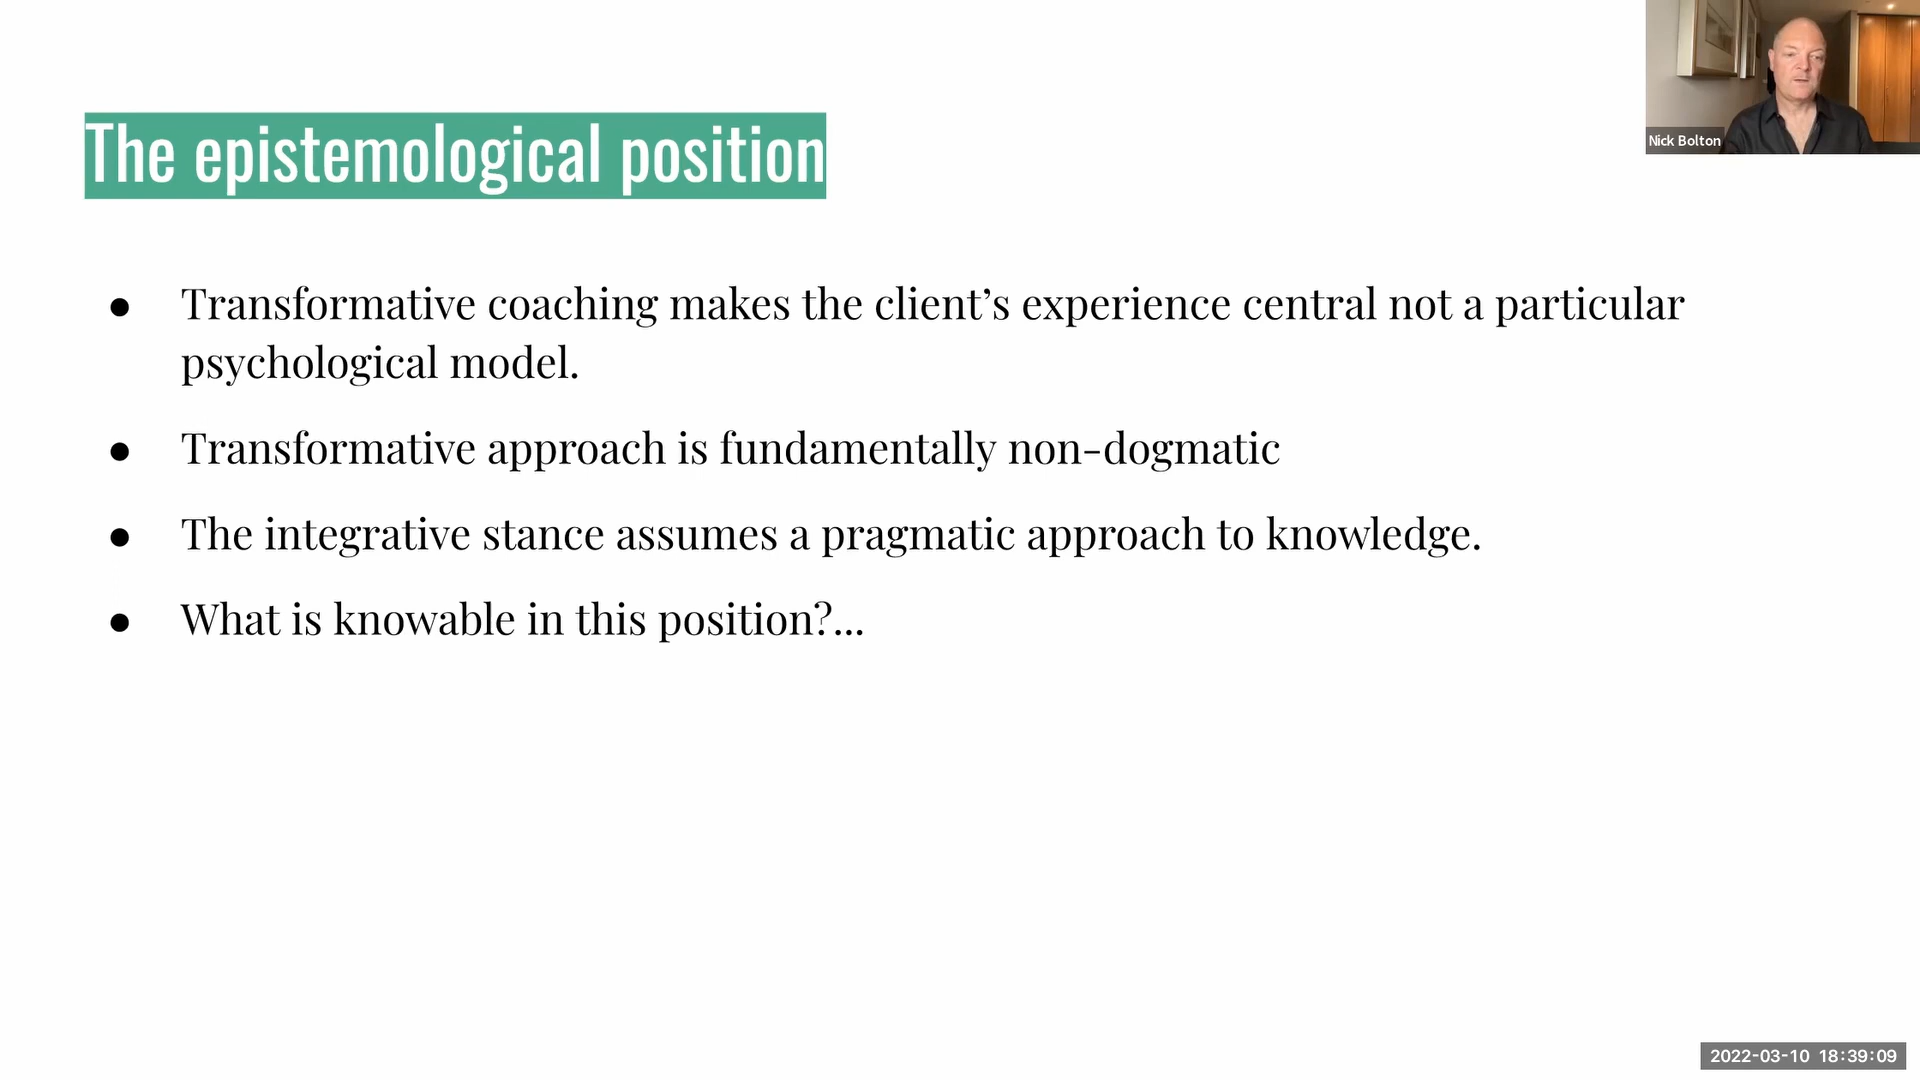 Nick Bolton
The epistemological position
● Transformative coaching makes the client’s experience central not a particular
psychological model.
● Transformative approach is fundamentally non-dogmatic
● The integrative stance assumes a pragmatic approach to knowledge.
● What is knowable in this position?...
2022-03-10 18:39:09